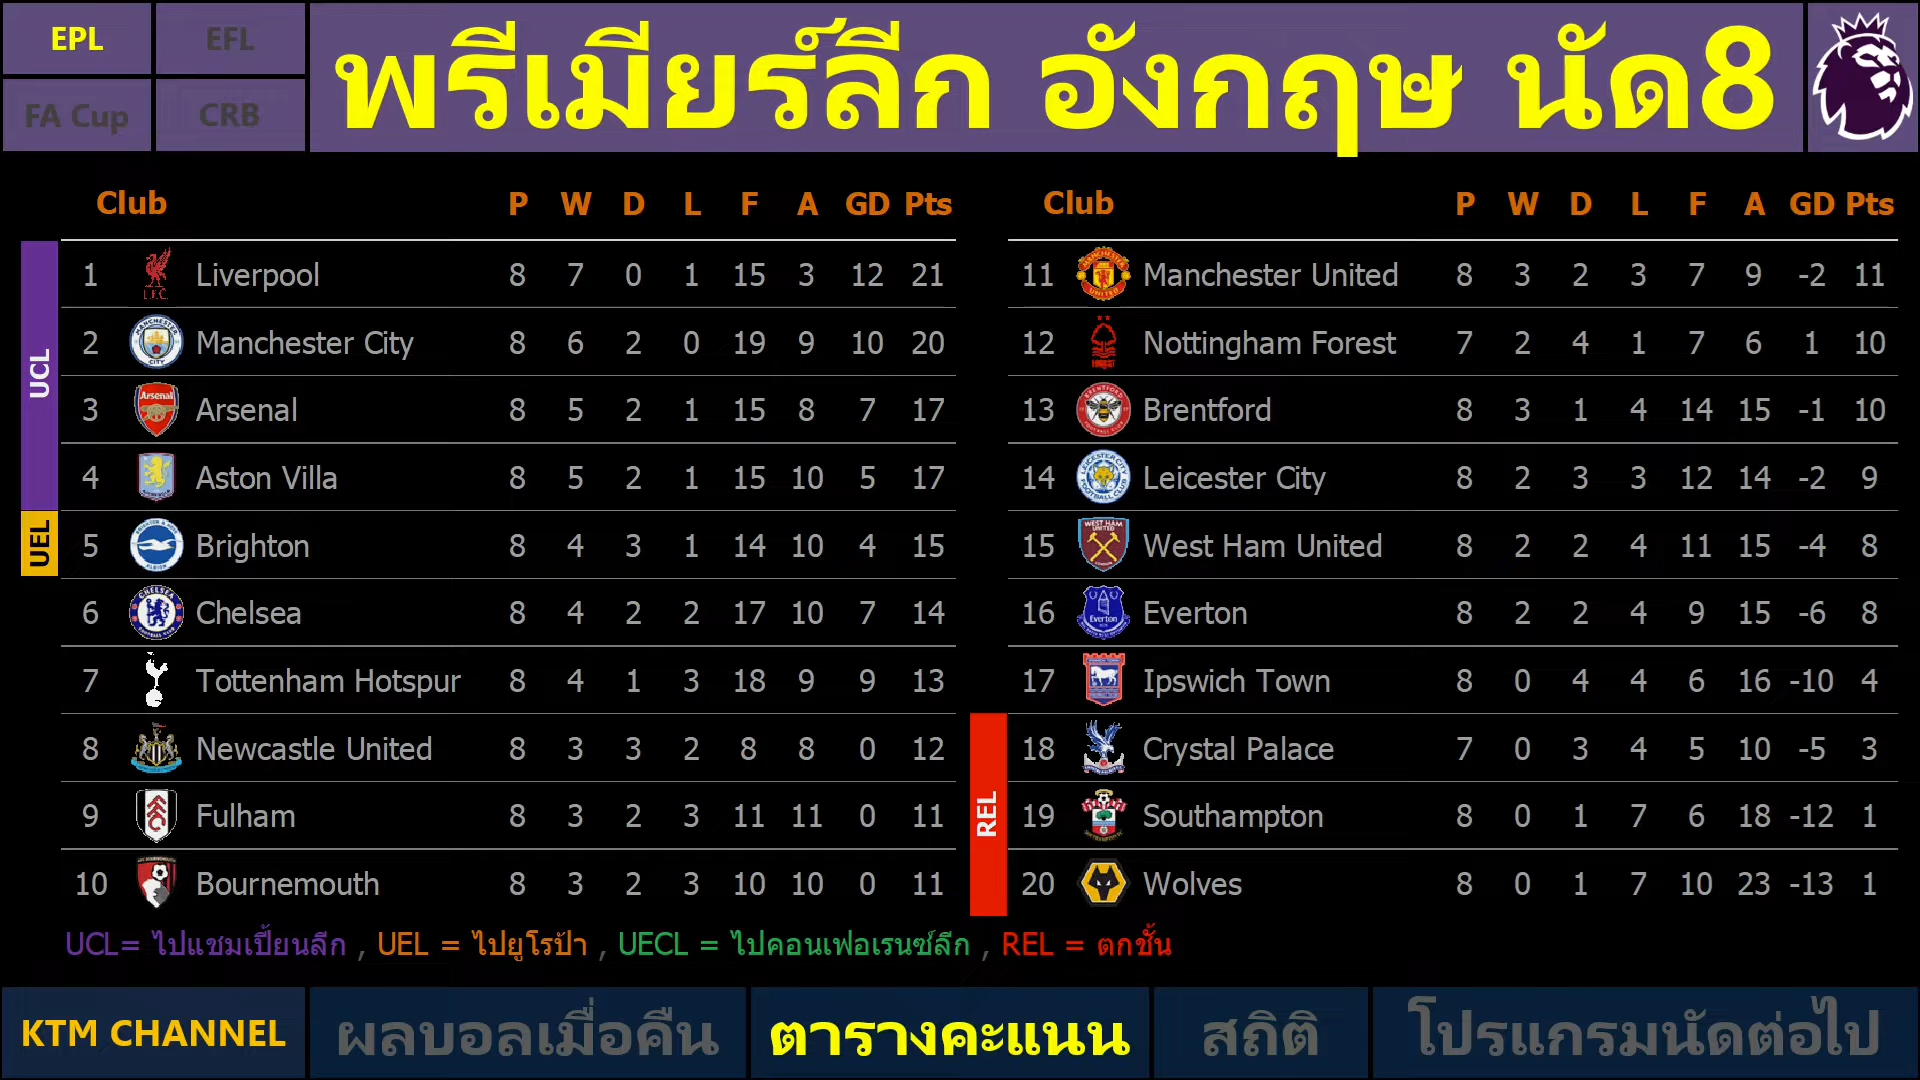 EPL
EFL
FA Cup
CRB
พรีเมียร์ลีก อังกฤษ นัด8
Club P W D L F A GD Pts
UCL
UEL
1 Liverpool 8 7 0 1 15 3 12 21
2 Manchester City 8 6 2 0 19 9 10 20
3 Arsenal 8 5 2 1 15 8 7 17
4 Aston Villa 8 5 2 1 15 10 5 17
5 Brighton 8 4 3 1 14 10 4 15
6 Chelsea 8 4 2 2 17 10 7 14
7 Tottenham Hotspur 8 4 1 3 18 9 9 13
8 Newcastle United 8 3 3 2 8 8 0 12
9 Fulham 8 3 2 3 11 11 0 11
10 Bournemouth 8 3 2 3 10 10 0 11
Club P W D L F A GD Pts
11 Manchester United 8 3 2 3 7 9 -2 11
12 Nottingham Forest 7 2 4 1 7 6 1 10
13 Brentford 8 3 1 4 14 15 -1 10
14 Leicester City 8 2 3 3 12 14 -2 9
15 West Ham United 8 2 2 4 11 15 -4 8
16 Everton 8 2 2 4 9 15 -6 8
17 Ipswich Town 8 0 4 4 6 16 -10 4
18 Crystal Palace 7 0 3 4 5 10 -5 3
19 Southampton 8 0 1 7 6 18 -12 1
20 Wolves 8 0 1 7 10 23 -13 1
REL
UCL= ไปแชมเปี้ยนลีก , UEL = ไปยูโรป้า , UECL = ไปคอนเฟอเรนซ์ลีก , REL = ตกชั้น
KTM CHANNEL
ผลบอลเมื่อคืน
ตารางคะแนน
สถิติ
โปรแกรมนัดต่อไป